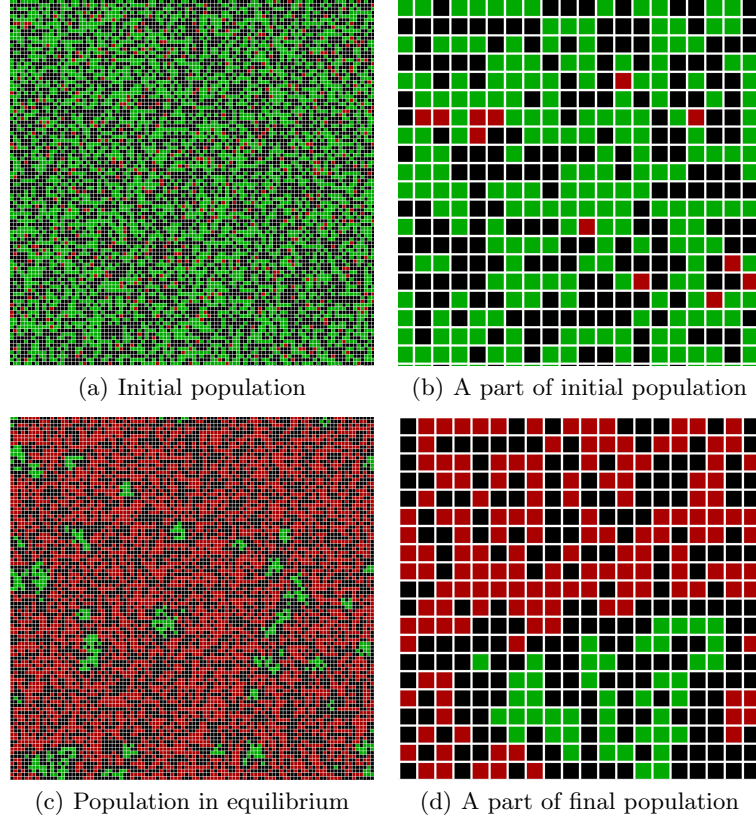 (a) Initial population
(b) A part of initial population
(c) Population in equilibrium
(d) A part of final population